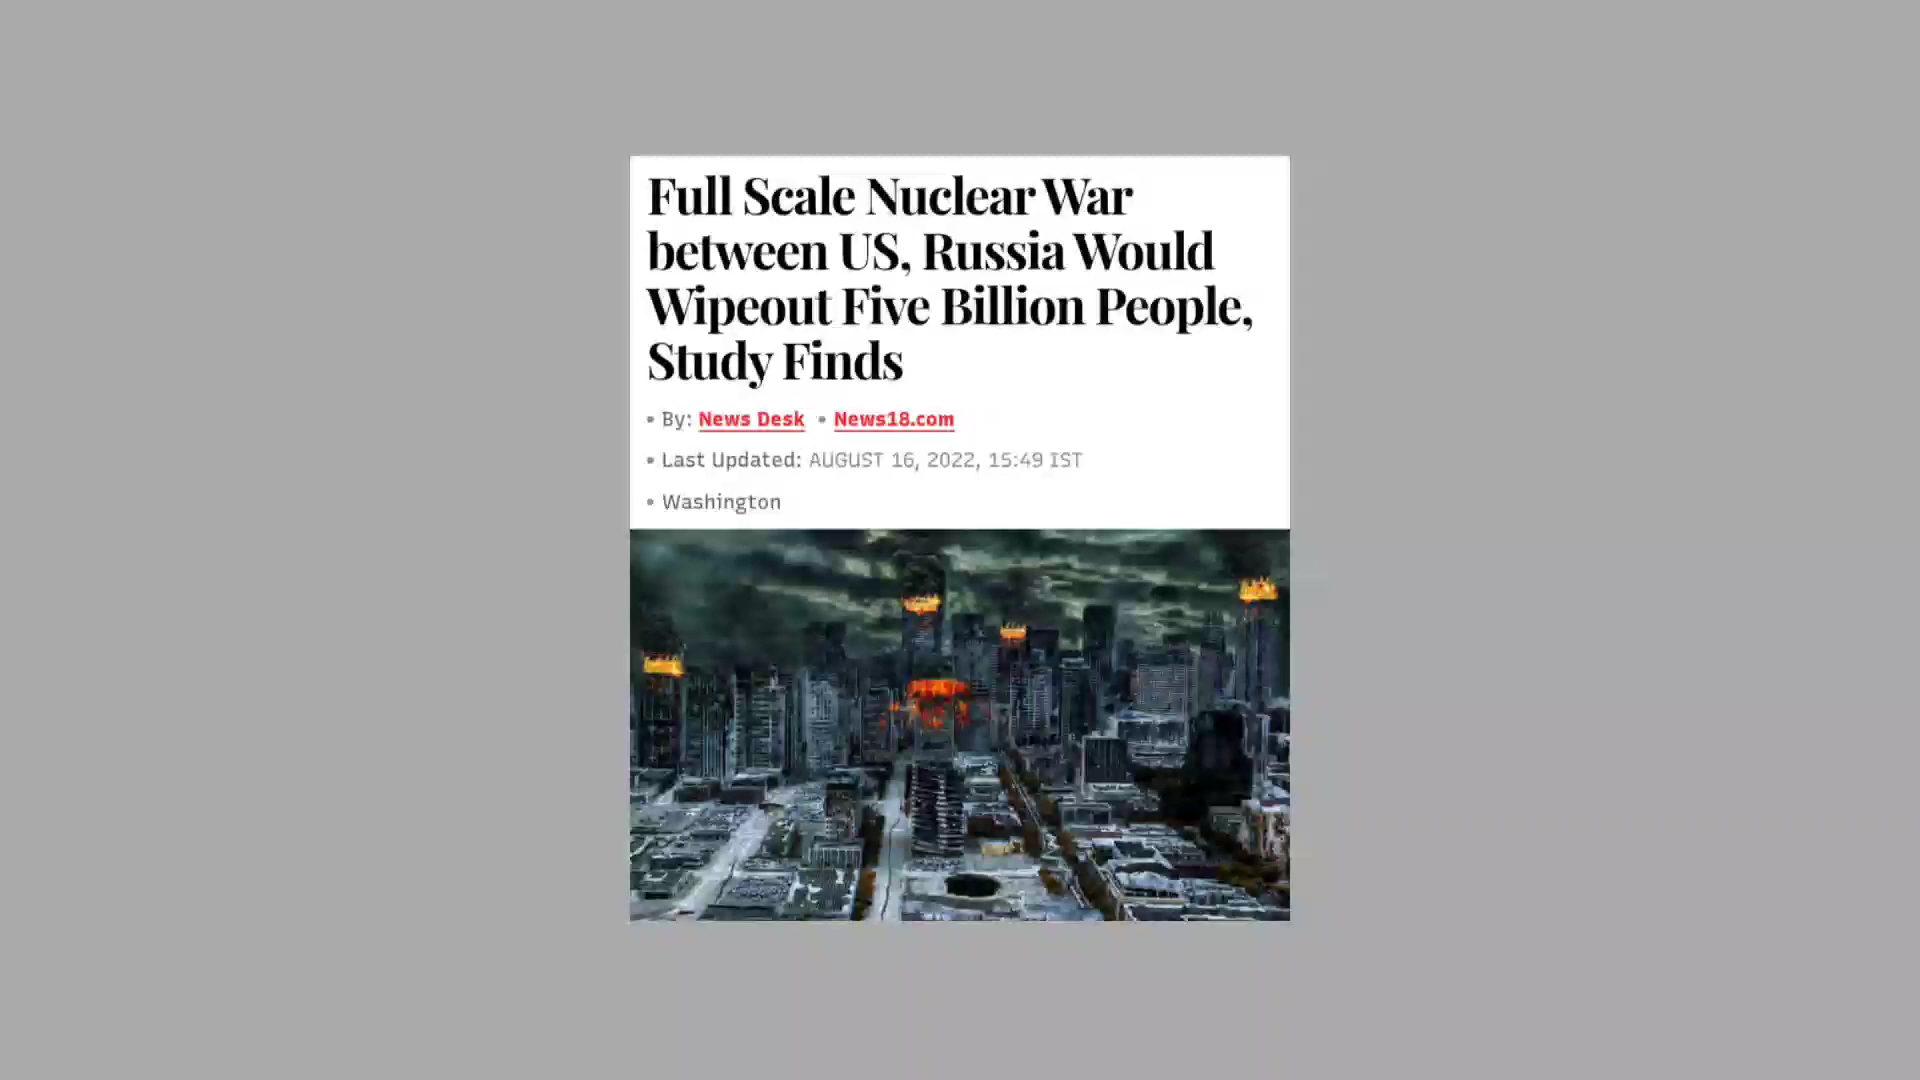 Full Scale Nuclear War
between US, Russia Would
Wipeout Five Billion People,
Study Finds
• By: News Desk • News18.com
• Last Updated: AUGUST 16, 2022, 15:49 IST
• Washington